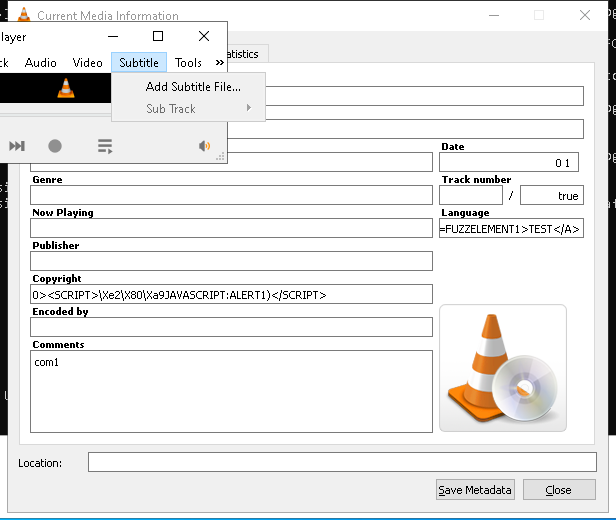 Current Media Information
layer
ck Audio Video Subtitle Tools »
atistics
Add Subtitle File...
Sub Track
Date
0 1
Genre
Track number
/ true
Now Playing
Language
=FUZZELEMENT1>TEST</A>
Publisher
Copyright
0><SCRIPT>\Xe2\X80\Xa9JAVASCRIPT:ALERT1)</SCRIPT>
Encoded by
Comments
com1
Location:
Save Metadata
Close